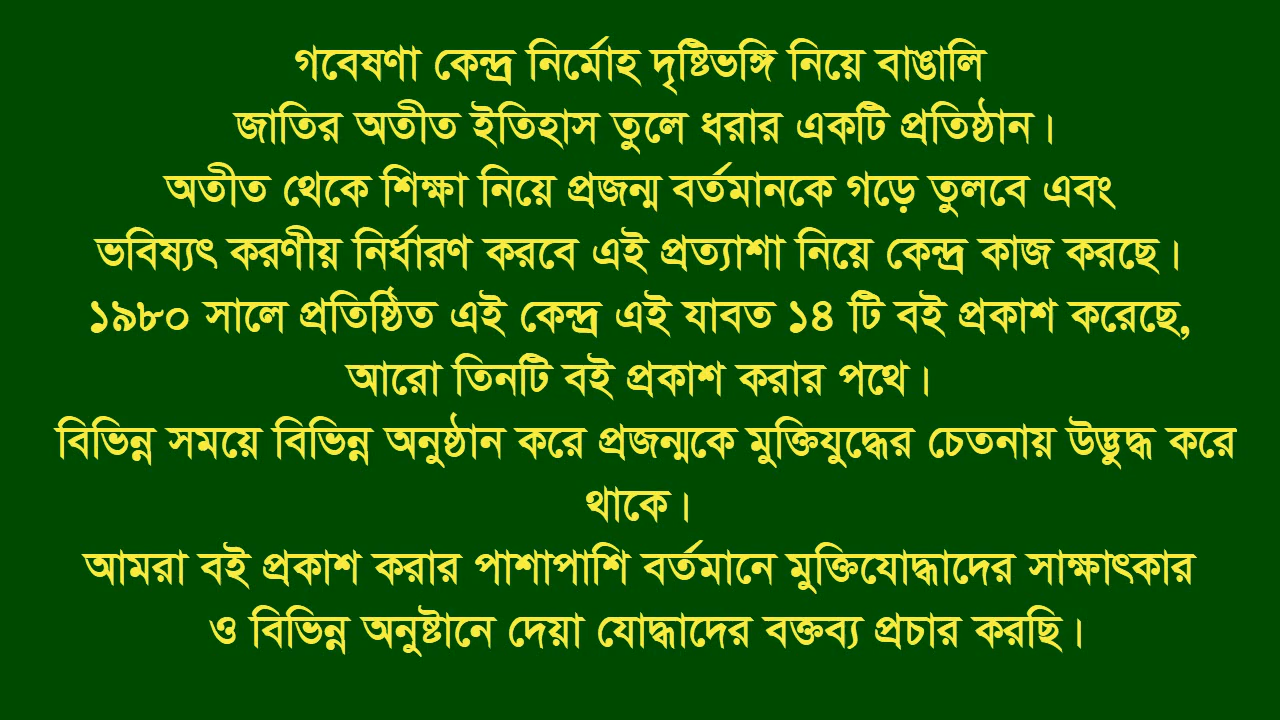 গবেষণা কেন্দ্র নির্মোহ দৃষ্টিভঙ্গি নিয়ে বাঙালি
জাতির অতীত ইতিহাস তুলে ধরার একটি প্রতিষ্ঠান।
অতীত থেকে শিক্ষা নিয়ে প্রজন্ম বর্তমানকে গড়ে তুলবে এবং
ভবিষ্যৎ করণীয় নির্ধারণ করবে এই প্রত্যাশা নিয়ে কেন্দ্র কাজ করছে।
১৯৮০ সালে প্রতিষ্ঠিত এই কেন্দ্র এই যাবত ১৪ টি বই প্রকাশ করেছে,
আরো তিনটি বই প্রকাশ করার পথে।
বিভিন্ন সময়ে বিভিন্ন অনুষ্ঠান করে প্রজন্মকে মুক্তিযুদ্ধের চেতনায় উদ্ভুদ্ধ করে
থাকে।
আমরা বই প্রকাশ করার পাশাপাশি বর্তমানে মুক্তিযোদ্ধাদের সাক্ষাৎকার
ও বিভিন্ন অনুষ্টানে দেয়া যোদ্ধাদের বক্তব্য প্রচার করছি।